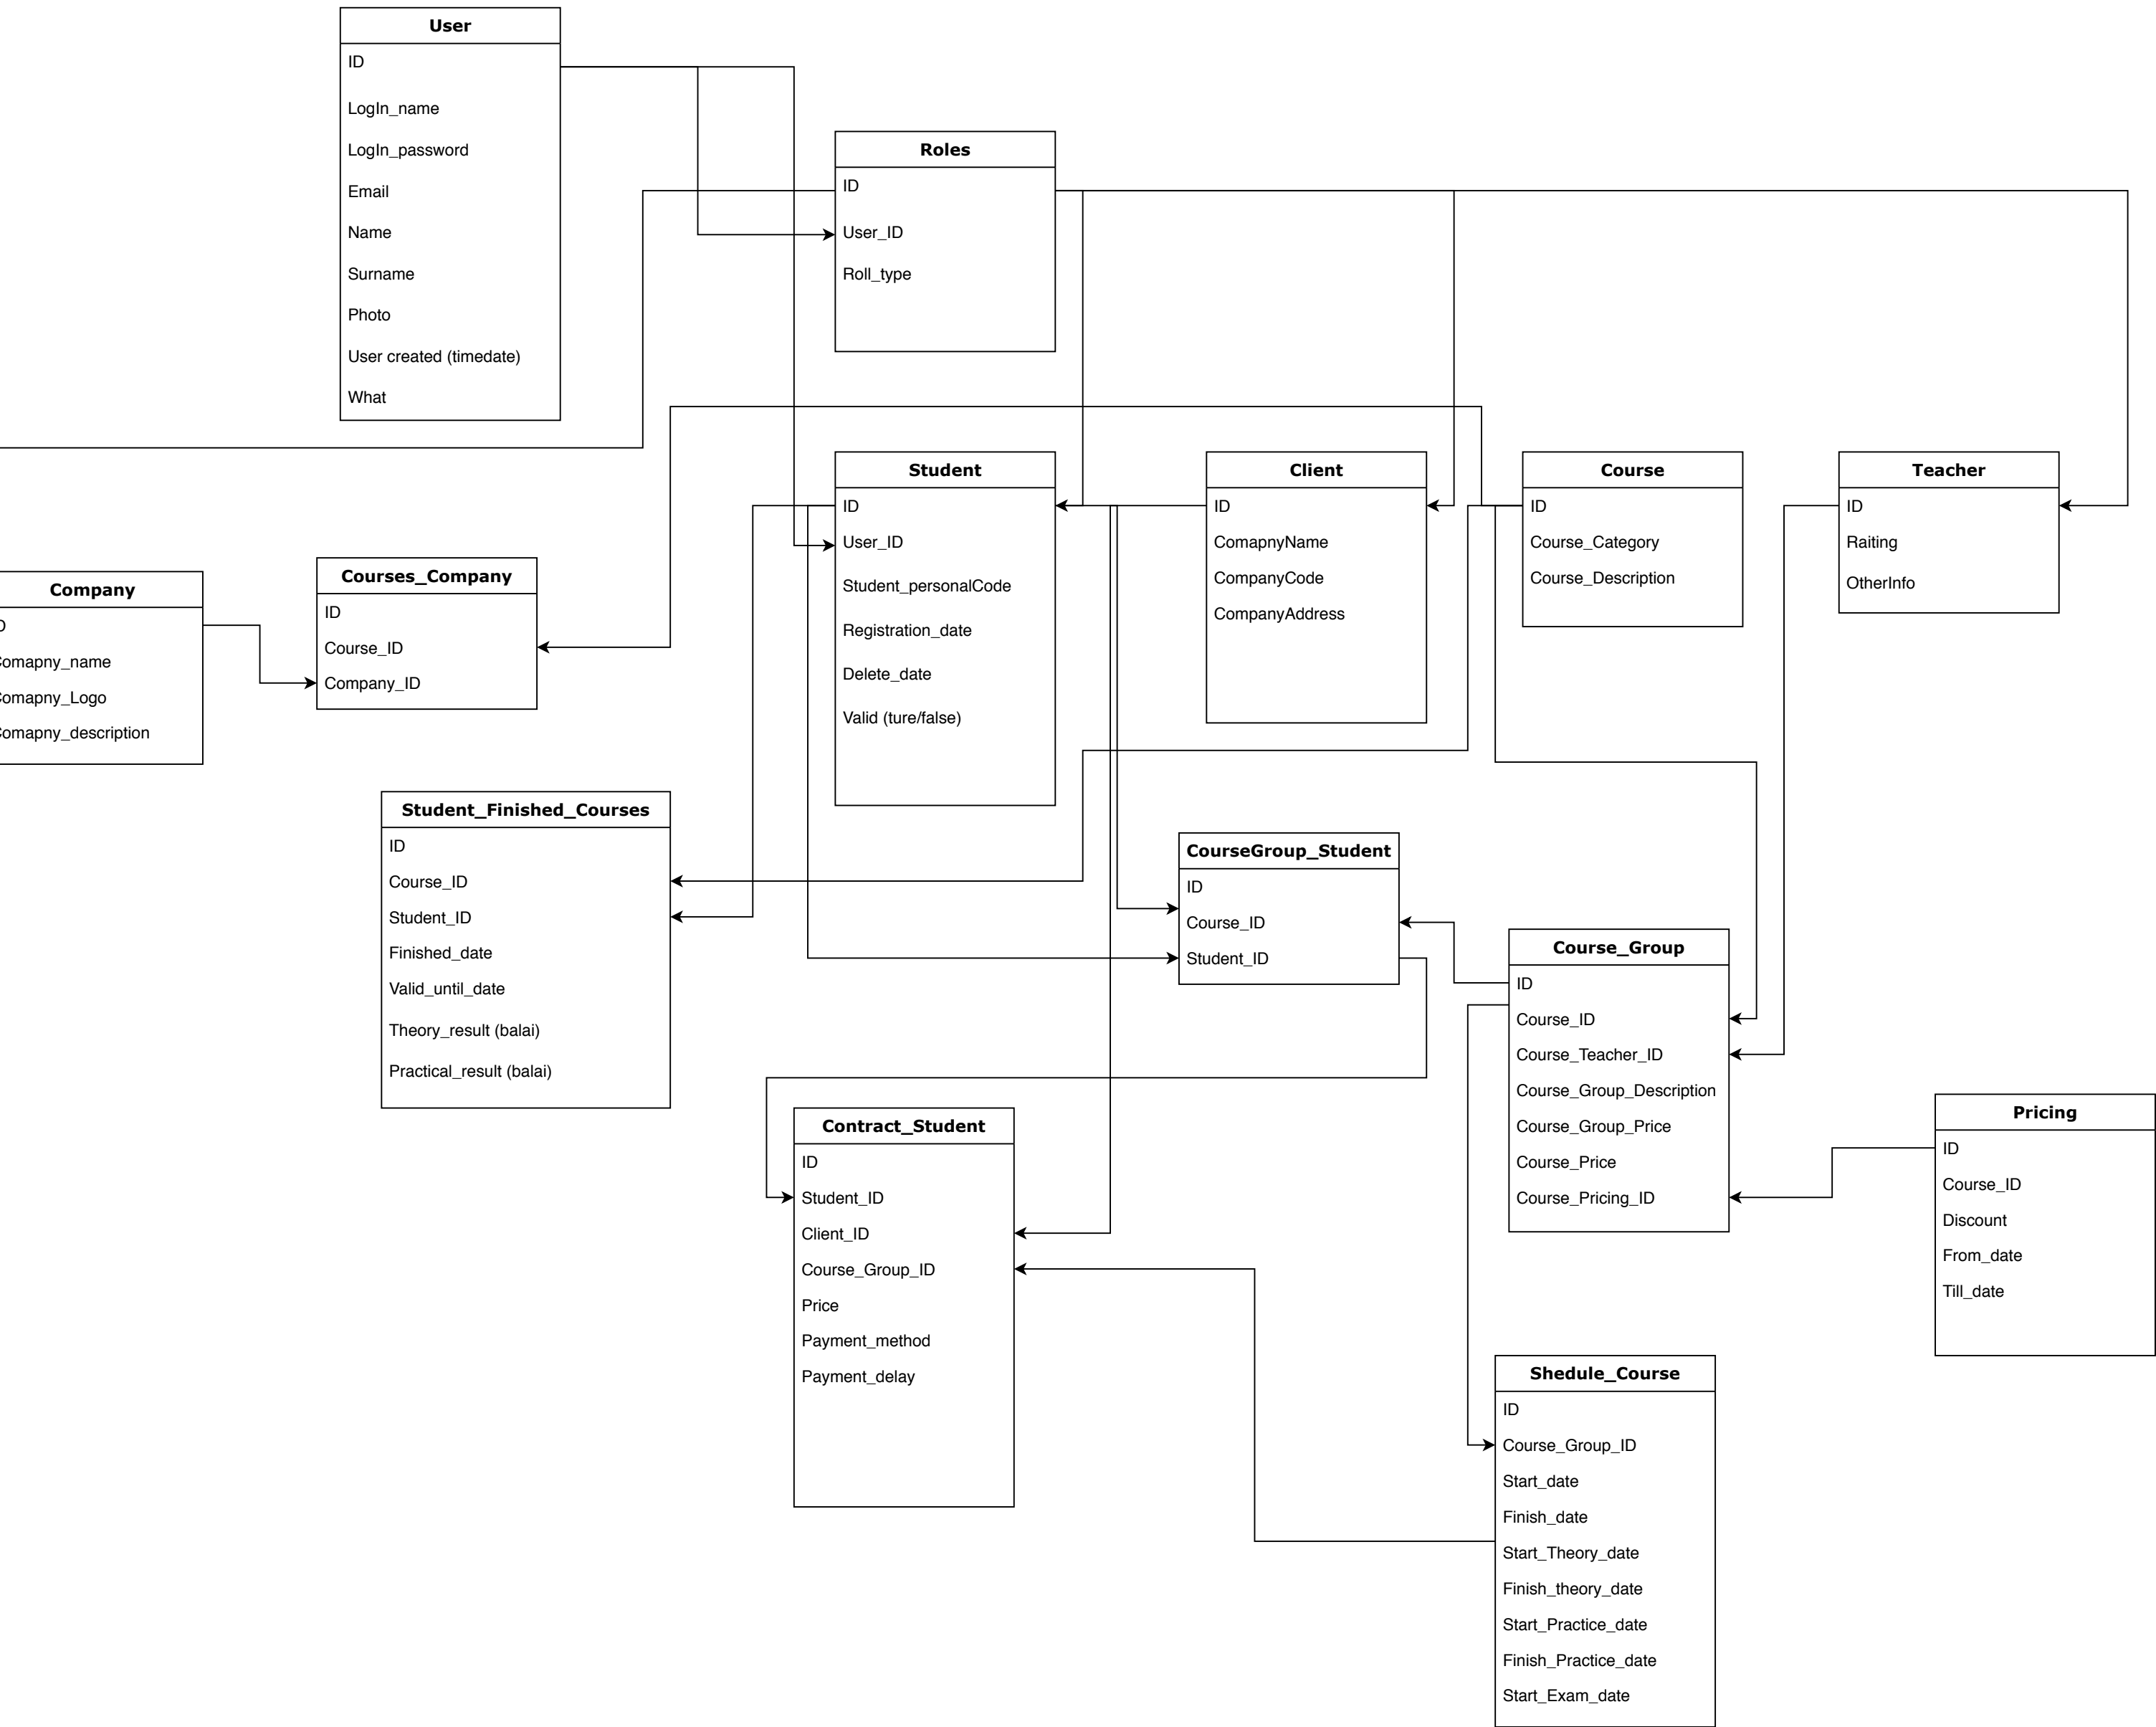 User
ID
LogIn_name
LogIn_password
Email
Name
Surname
Photo
User created (timedate)
What
Roles
ID
User_ID
Roll_type
Student
ID
User_ID
Student_personalCode
Registration_date
Delete_date
Valid (ture/false)
Client
ID
ComapnyName
CompanyCode
CompanyAddress
Course
ID
Course_Category
Course_Description
Teacher
ID
Raiting
OtherInfo
Company
D
Comapny_name
Comapny_Logo
Comapny_description
Courses_Company
ID
Course_ID
Company_ID
Student_Finished_Courses
ID
Course_ID
Student_ID
Finished_date
Valid_until_date
Theory_result (balai)
Practical_result (balai)
CourseGroup_Student
ID
Course_ID
Student_ID
Course_Group
ID
Course_ID
Course_Teacher_ID
Course_Group_Description
Course_Group_Price
Course_Price
Course_Pricing_ID
Contract_Student
ID
Student_ID
Client_ID
Course_Group_ID
Price
Payment_method
Payment_delay
Pricing
ID
Course_ID
Discount
From_date
Till_date
Shedule_Course
ID
Course_Group_ID
Start_date
Finish_date
Start_Theory_date
Finish_theory_date
Start_Practice_date
Finish_Practice_date
Start_Exam_date